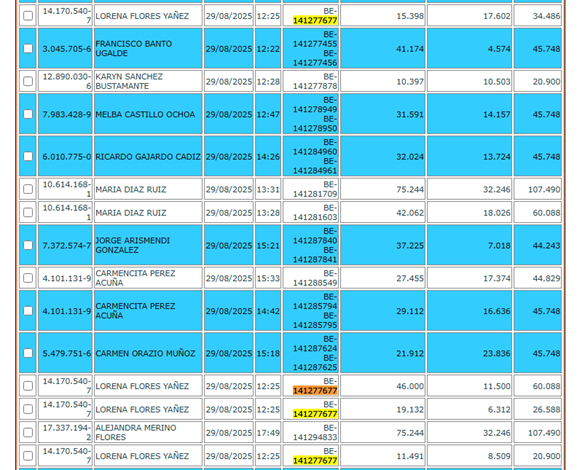 14.170.540-7 LORENA FLORES YAÑEZ 29/08/2025 12:25 BE-141277677 15.398 17.602 34.486
3.045.705-6 FRANCISCO BANTO UGALDE 29/08/2025 12:22 BE-141277455 BE-141277456 41.174 4.574 45.748
12.890.030-6 KARYN SANCHEZ BUSTAMANTE 29/08/2025 12:28 BE-141277878 10.397 10.503 20.900
7.983.428-9 MELBA CASTILLO OCHOA 29/08/2025 12:47 BE-141278949 BE-141278950 31.591 14.157 45.748
6.010.775-0 RICARDO GAJARDO CADIZ 29/08/2025 14:26 BE-141284960 BE-141284961 32.024 13.724 45.748
10.614.168-1 MARIA DIAZ RUIZ 29/08/2025 13:31 BE-141281709 75.244 32.246 107.490
10.614.168-1 MARIA DIAZ RUIZ 29/08/2025 13:28 BE-141281603 42.062 18.026 60.088
7.372.574-7 JORGE ARISMENDI GONZALEZ 29/08/2025 15:21 BE-141287840 BE-141287841 37.225 7.018 44.243
4.101.131-9 CARMENCITA PEREZ ACUÑA 29/08/2025 15:33 BE-141288549 27.455 17.374 44.829
4.101.131-9 CARMENCITA PEREZ ACUÑA 29/08/2025 14:42 BE-141285794 BE-141285795 29.112 16.636 45.748
5.479.751-6 CARMEN ORAZIO MUÑOZ 29/08/2025 15:18 BE-141287624 BE-141287625 21.912 23.836 45.748
14.170.540-7 LORENA FLORES YAÑEZ 29/08/2025 12:25 BE-141277677 46.000 11.500 60.088
14.170.540-7 LORENA FLORES YAÑEZ 29/08/2025 12:25 BE-141277677 19.132 6.312 26.588
17.337.194-2 ALEJANDRA MERINO FLORES 29/08/2025 17:49 BE-141294833 75.244 32.246 107.490
14.170.540-7 LORENA FLORES YAÑEZ 29/08/2025 12:25 BE-141277677 11.491 8.509 20.900